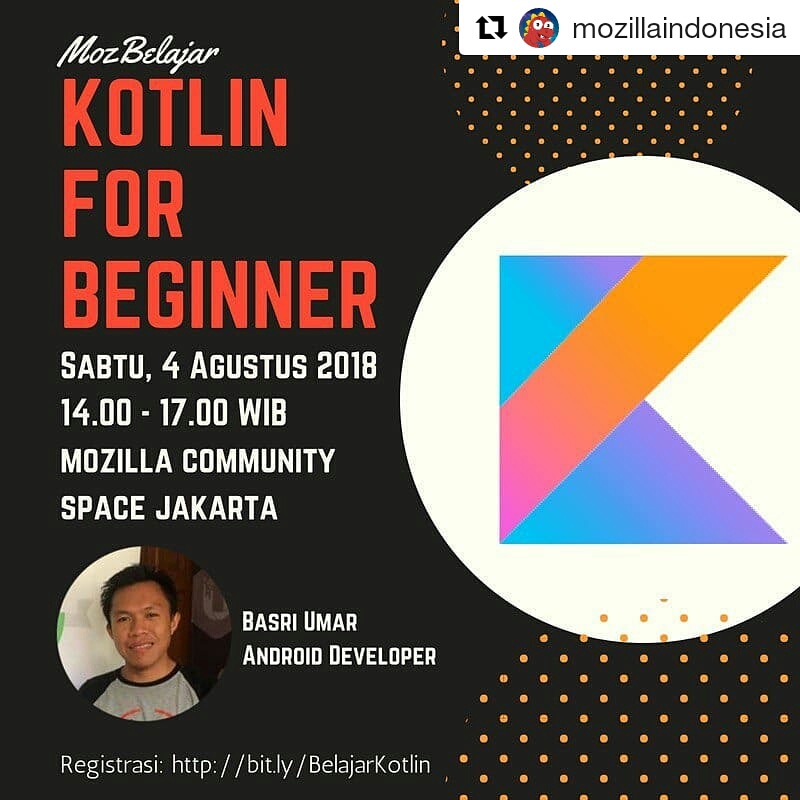 mozillaindonesia
MozBelajar
KOTLIN
FOR
BEGINNER
SABTU, 4 AGUSTUS 2018
14.00 - 17.00 WIB
MOZILLA COMMUNITY
SPACE JAKARTA
BASRI UMAR
ANDROID DEVELOPER
Registrasi: http://bit.ly/BelajarKotlin